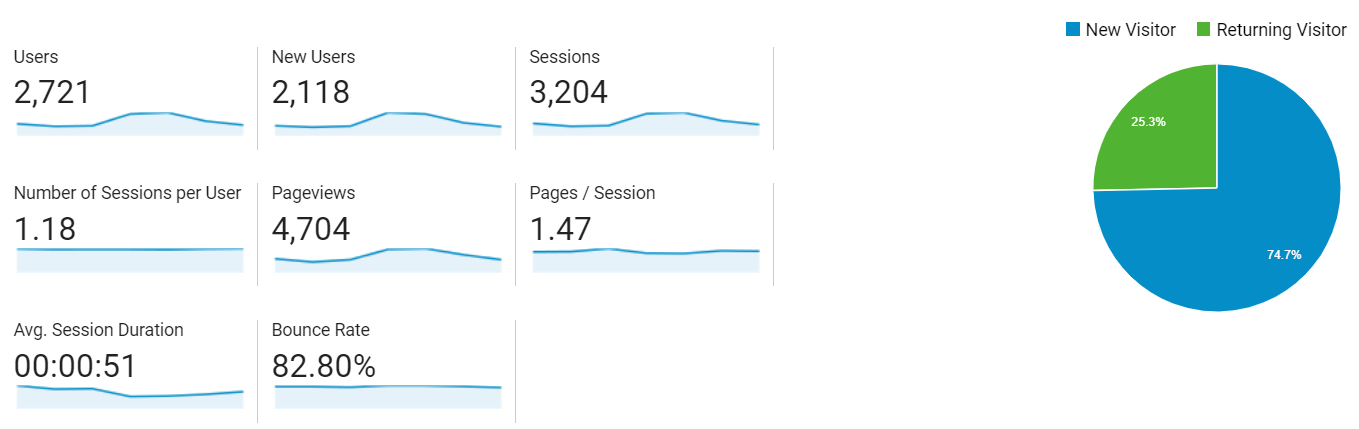 New Visitor Returning Visitor
Users New Users Sessions
2,721 2,118 3,204
25.3%
Number of Sessions per User Pageviews Pages / Session
1.18 4,704 1.47
74.7%
Avg. Session Duration Bounce Rate
00:00:51 82.80%